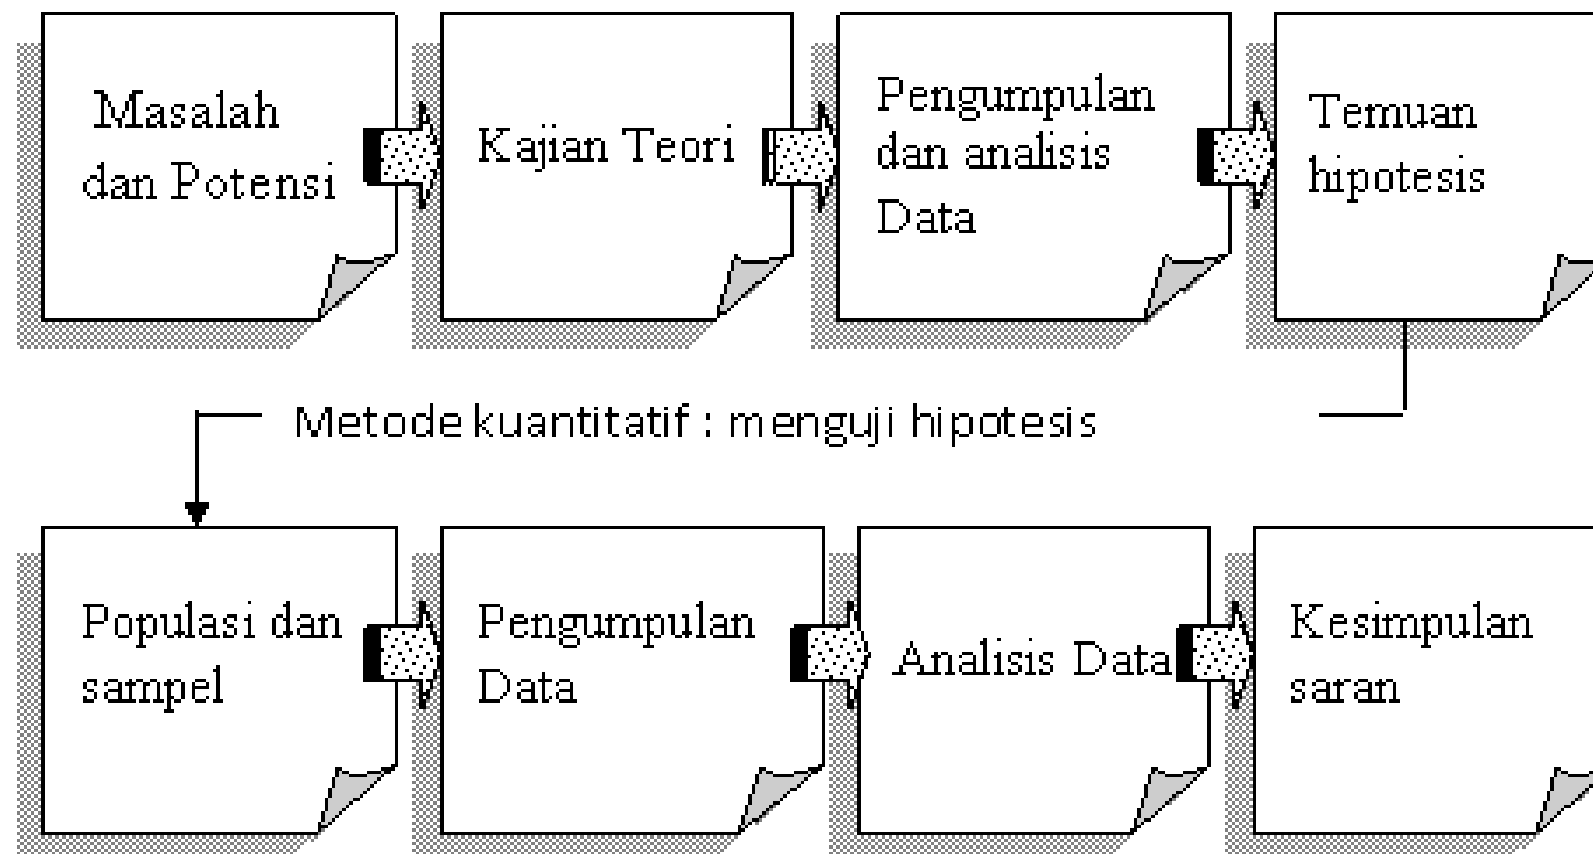 Masalah
dan Potensi
Kajian Teori
Pengumpulan
dan analisis
Data
Temuan
hipotesis
Metode kuantitatif : menguji hipotesis
Populasi dan
sampel
Pengumpulan
Data
Analisis Data
Kesimpulan
saran